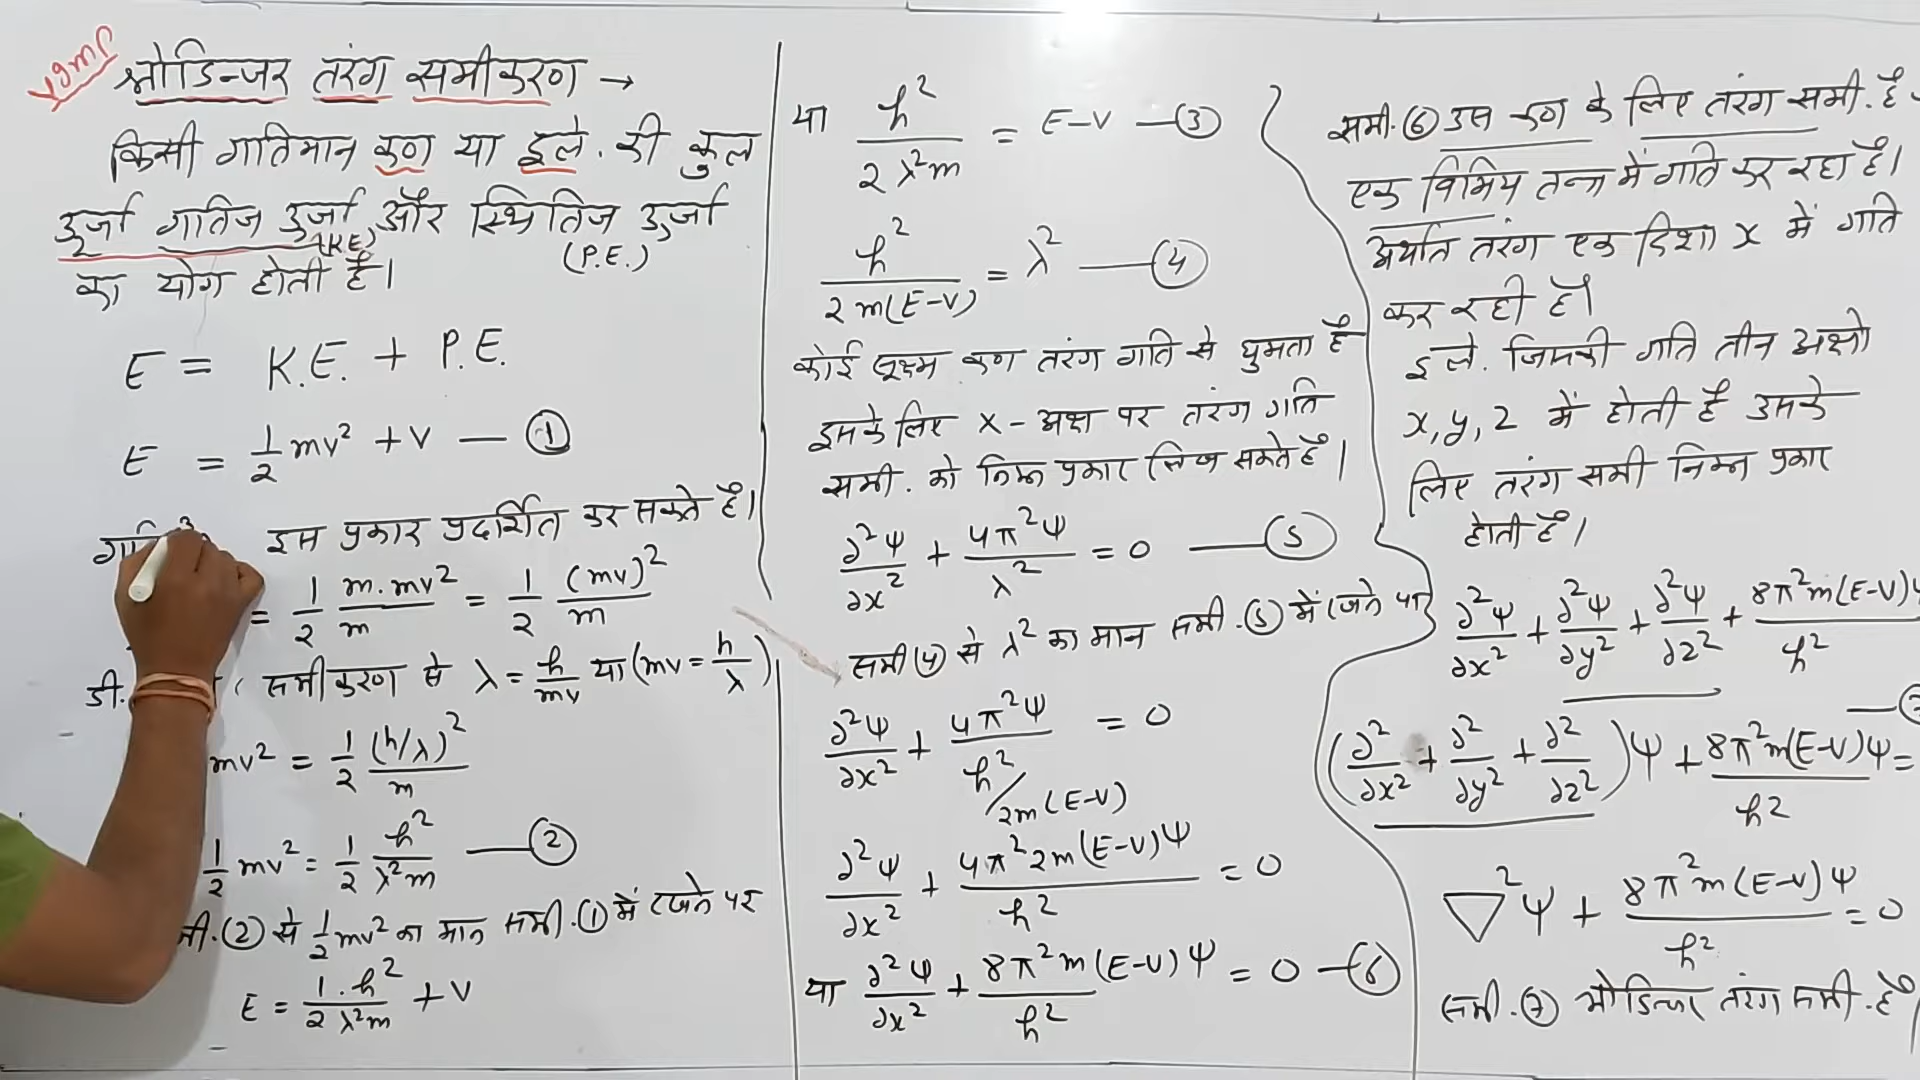 Jump
श्रोडिन्जर तरंग समीकरण →
किसी गतिमान कण या इले. की कुल
उर्जा गतिज उर्जा और स्थितिज उर्जा
(K.E.) (P.E.)
का योग होती है।
E = K.E. + P.E.
E = 1/2 mv² + V — ①
इस प्रकार प्रदर्शित कर सकते है।
= 1/2 m.mv²/m = 1/2 (mv)²/m
डी. समीकरण से λ = h/mv या (mv = h/λ)
mv² = 1/2 (h/λ)²/m
1/2 mv² = 1/2 h²/λ²m — ②
मी.② से 1/2 mv² का मान समी.① में रखने पर
E = 1.h²/2 λ²m + V
या h²/2λ²m = E-V — ③
h²/2m(E-V) = λ² — ④
कोई सूक्ष्म कण तरंग गति से घुमता है
इसके लिए x-अक्ष पर तरंग गति
समी. को निम्न प्रकार लिख सकते है।
∂²Ψ/∂x² + 4π²Ψ/λ² = 0 — ⑤
समी④ से λ² का मान समी.⑤ में रखने पर
∂²Ψ/∂x² + 4π²Ψ/h²/2m(E-V) = 0
∂²Ψ/∂x² + 4π²2m(E-V)Ψ/h² = 0
या ∂²Ψ/∂x² + 8π²m(E-V)Ψ/h² = 0 — ⑥
समी.⑥ उस कण के लिए तरंग समी. है
एक विमिय तन्त्र में गति कर रहा है।
अर्थात तरंग एक दिशा x में गति
कर रही है।
इले. जिसकी गति तीन अक्षो
x, y, z में होती है उसके
लिए तरंग समी निम्न प्रकार
होती है।
∂²Ψ/∂x² + ∂²Ψ/∂y² + ∂²Ψ/∂z² + 8π²m(E-V)Ψ/h²
(∂²/∂x² + ∂²/∂y² + ∂²/∂z²)Ψ + 8π²m(E-V)Ψ/h² =
∇²Ψ + 8π²m(E-V)Ψ/h² = 0
समी.⑦ श्रोडिन्जर तरंग समी. है।